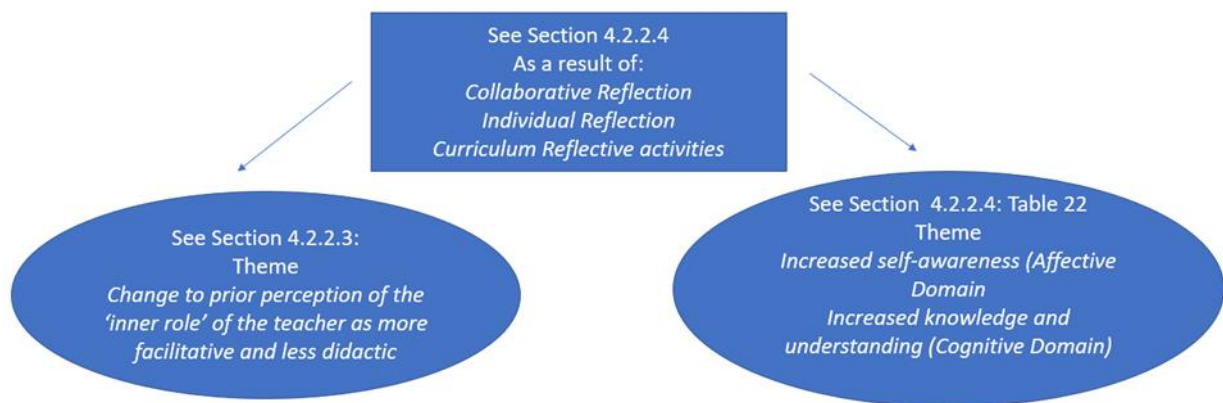 See Section 4.2.2.4
As a result of:
Collaborative Reflection
Individual Reflection
Curriculum Reflective activities
See Section 4.2.2.3:
Theme
Change to prior perception of the
‘inner role’ of the teacher as more
facilitative and less didactic
See Section  4.2.2.4: Table 22
Theme
Increased self-awareness (Affective
Domain
Increased knowledge and
understanding (Cognitive Domain)